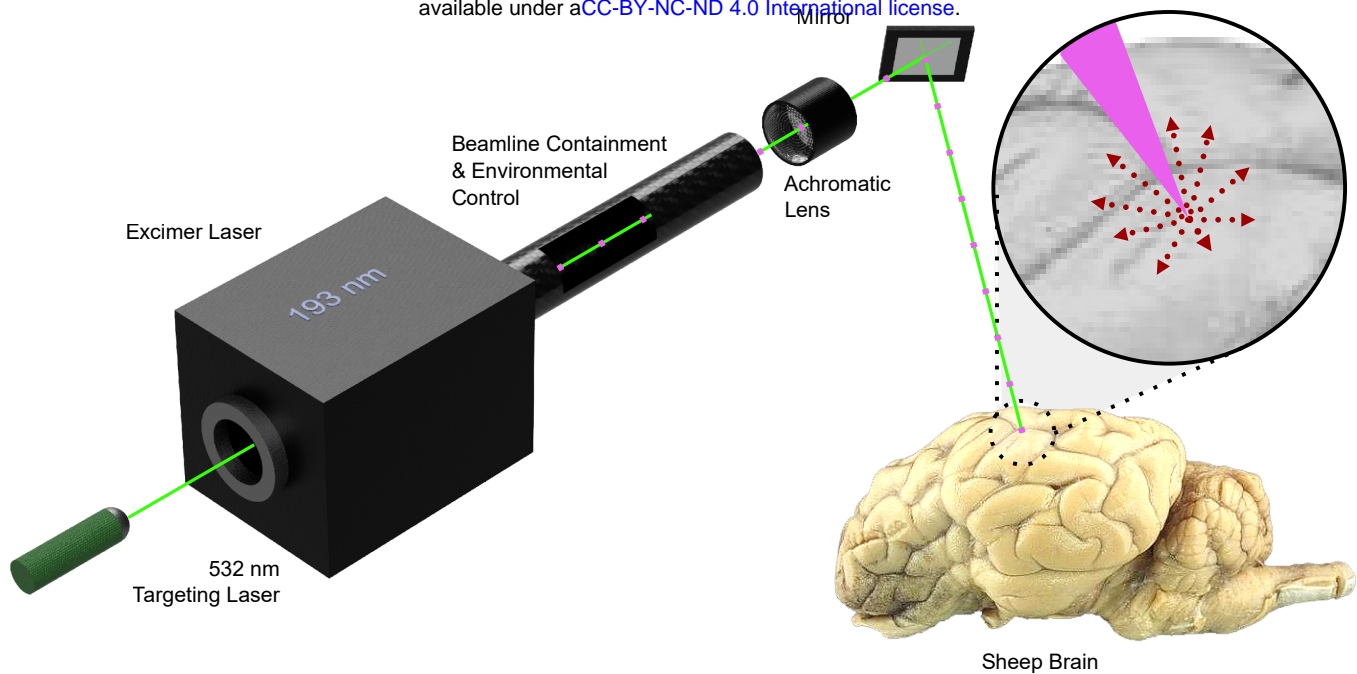 available under aCC-BY-NC-ND 4.0 International license.
Mirror
Beamline Containment
& Environmental
Control
Achromatic
Lens
Excimer Laser
193 nm
532 nm
Targeting Laser
Sheep Brain